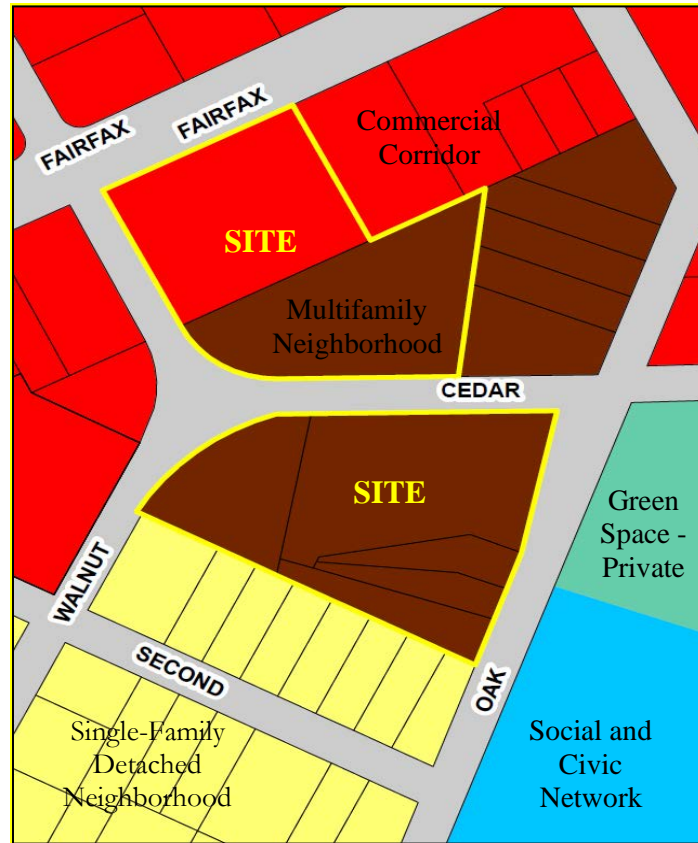 FAIRFAX
FAIRFAX
Commercial
Corridor
SITE
Multifamily
Neighborhood
CEDAR
SITE
Green
Space -
Private
WALNUT
SECOND
OAK
Single-Family
Detached
Neighborhood
Social and
Civic
Network